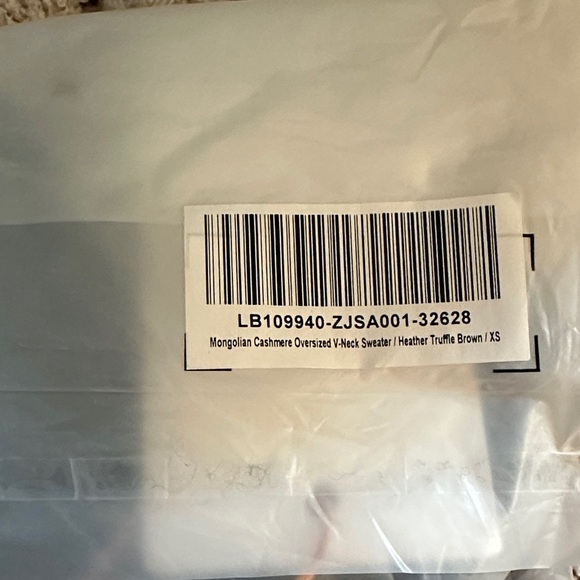 LB109940-ZJSA001-32628
Mongolian Cashmere Oversized V-Neck Sweater / Heather Truffle Brown / XS